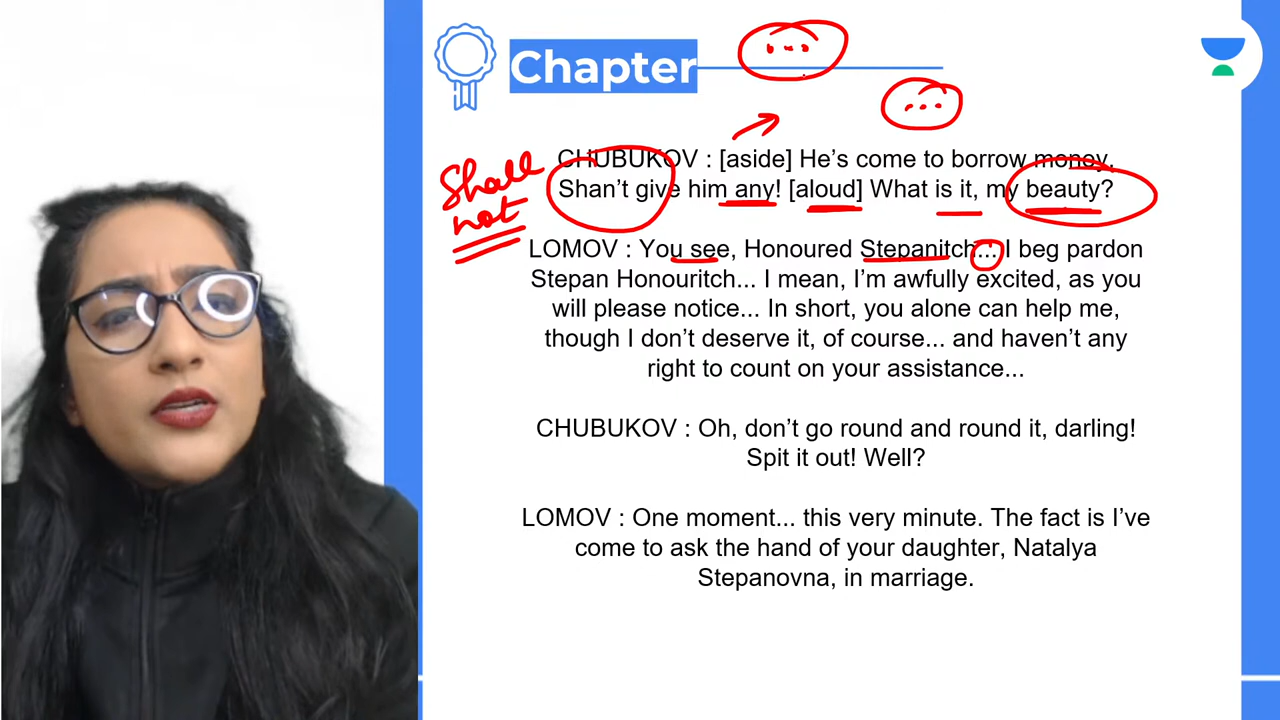 Chapter
...
...
Shall
not
CHUBUKOV : [aside] He's come to borrow money,
Shan't give him any! [aloud] What is it, my beauty?
LOMOV : You see, Honoured Stepanitch... I beg pardon
Stepan Honouritch... I mean, I'm awfully excited, as you
will please notice... In short, you alone can help me,
though I don't deserve it, of course... and haven't any
right to count on your assistance...
CHUBUKOV : Oh, don't go round and round it, darling!
Spit it out! Well?
LOMOV : One moment... this very minute. The fact is I've
come to ask the hand of your daughter, Natalya
Stepanovna, in marriage.